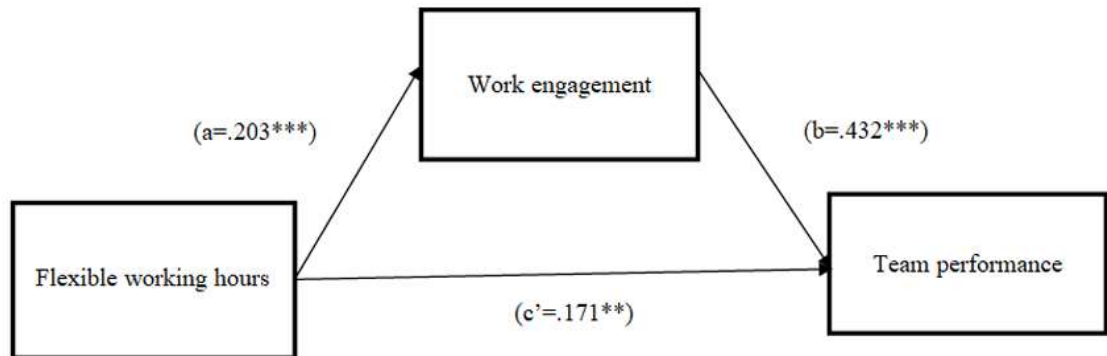 Work engagement
(a=.203***)
(b=.432***)
Flexible working hours
Team performance
(c’=.171**)